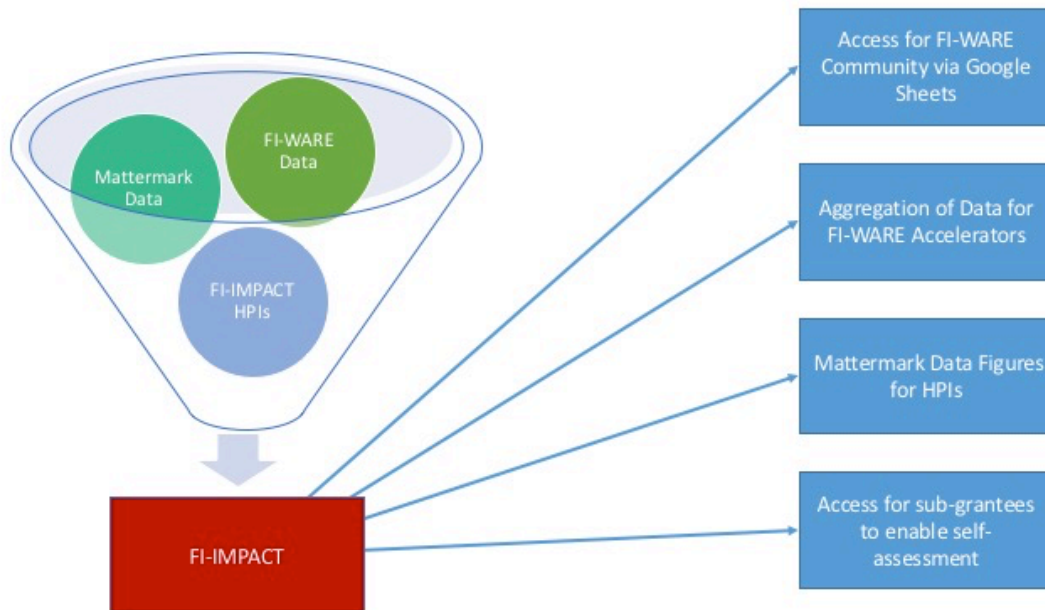 FI-WARE
Data
Mattermark
Data
FI-IMPACT
HPIs
FI-IMPACT
Access for FI-WARE
Community via Google
Sheets
Aggregation of Data for
FI-WARE Accelerators
Mattermark Data Figures
for HPIs
Access for sub-grantees
to enable self-
assessment